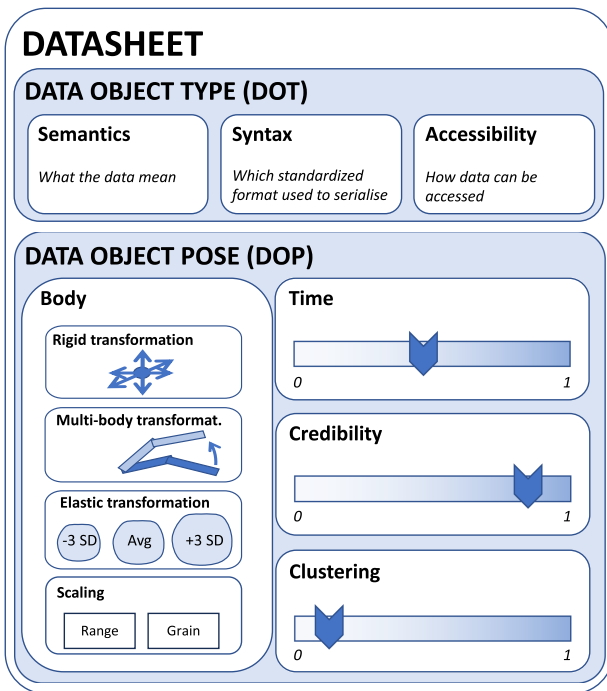 DATASHEET
DATA OBJECT TYPE (DOT)
Semantics
What the data mean
Syntax
Which standardized
format used to serialise
Accessibility
How data can be
accessed
DATA OBJECT POSE (DOP)
Body
Rigid transformation
Multi-body transformat.
Elastic transformation
-3 SD
Avg
+3 SD
Scaling
Range
Grain
Time
0
1
Credibility
0
1
Clustering
0
1